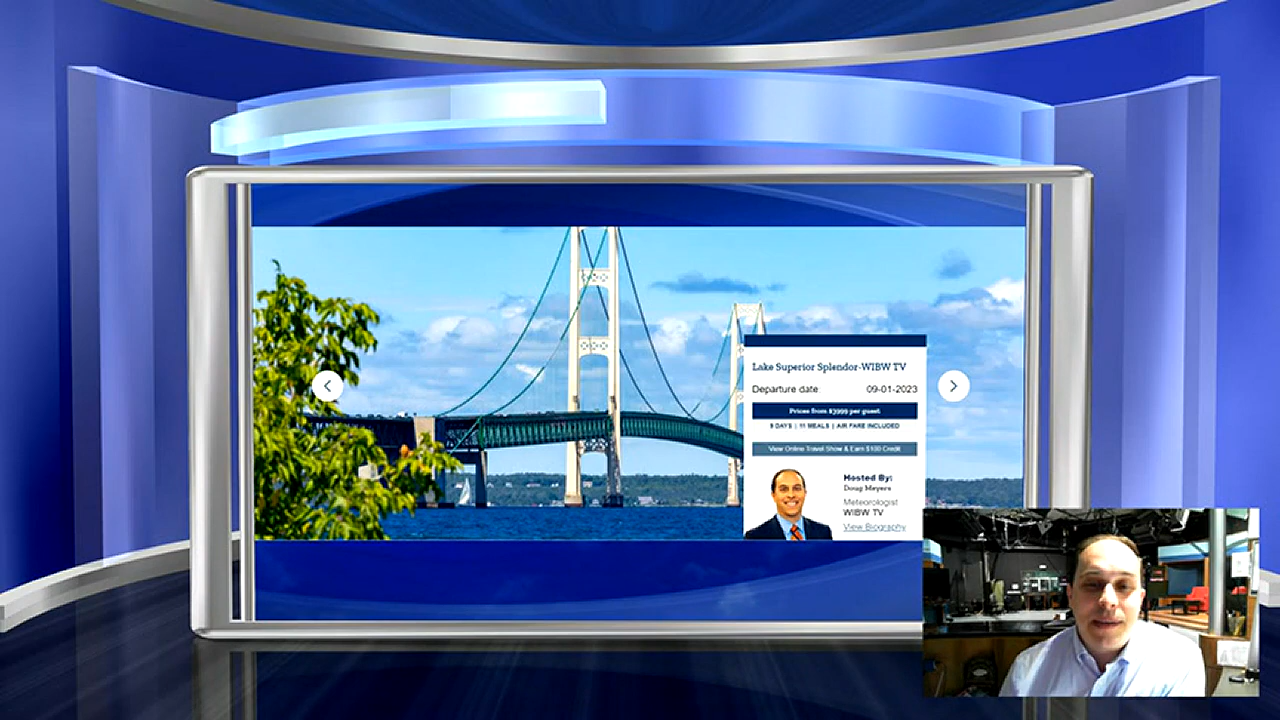 Lake Superior Splendor-WIBW TV
Departure date: 09-01-2023
Prices from $3999 per guest
9 DAYS | 11 MEALS | AIR FARE INCLUDED
View Online Travel Show & Earn $100 Credit
Hosted By:
Doug Meyers
Meteorologist
WIBW TV
View Biography